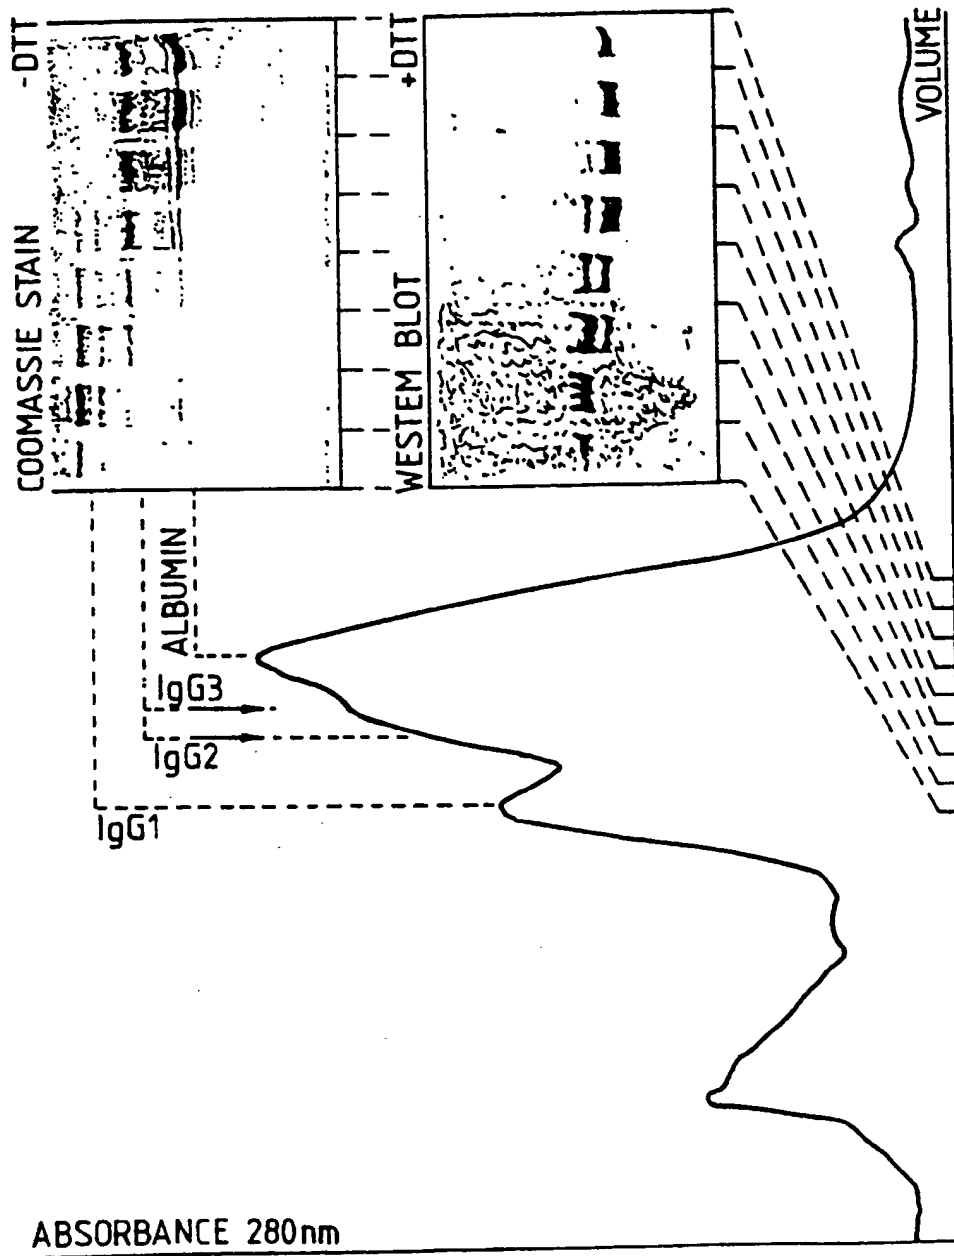 COOMASSIE STAIN
-DTT
WESTEM BLOT
+DTT
VOLUME
ALBUMIN
IgG3
IgG2
IgG1
ABSORBANCE 280nm